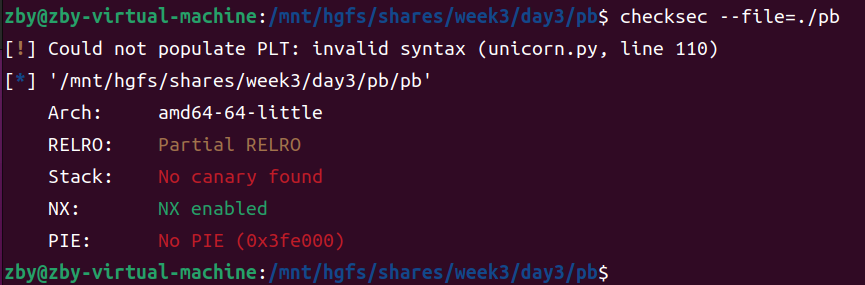 zby@zby-virtual-machine:/mnt/hgfs/shares/week3/day3/pb$ checksec --file=./pb
[!] Could not populate PLT: invalid syntax (unicorn.py, line 110)
[*] '/mnt/hgfs/shares/week3/day3/pb/pb'
    Arch:     amd64-64-little
    RELRO:    Partial RELRO
    Stack:    No canary found
    NX:       NX enabled
    PIE:      No PIE (0x3fe000)
zby@zby-virtual-machine:/mnt/hgfs/shares/week3/day3/pb$